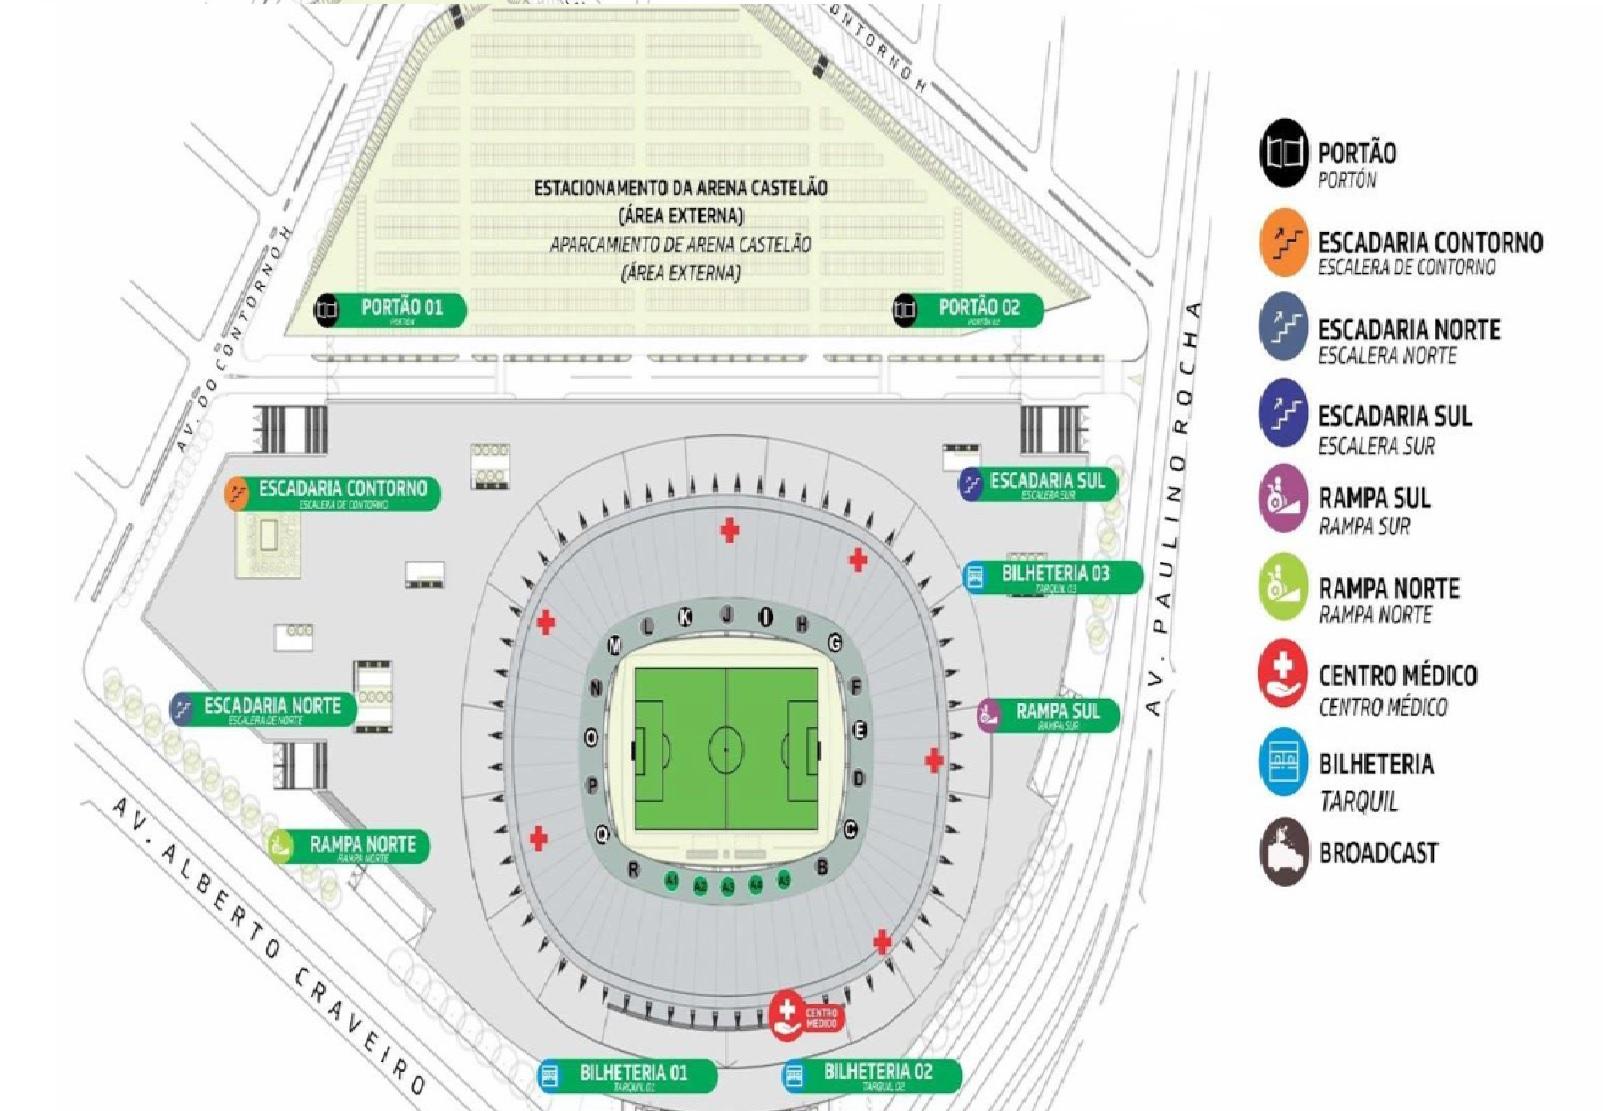 CONTORNO H
ESTACIONAMENTO DA ARENA CASTELÃO
(ÁREA EXTERNA)
APARCAMIENTO DE ARENA CASTELÃO
(ÁREA EXTERNA)
PORTÃO 01
PORTÃO 02
AV. DO CONTORNO H
AV. PAULINO ROCHA
ESCADARIA CONTORNO
ESCALERA DE CONTORNO
ESCADARIA SUL
ESCALERA SUR
BILHETERIA 03
TARQUIL 03
ESCADARIA NORTE
ESCALERA DE NORTE
RAMPA SUL
RAMPA SUR
RAMPA NORTE
RAMPA NORTE
M
L
K
J
I
H
G
N
F
O
E
P
D
Q
C
R
A1
A2
A3
A4
A5
B
AV. ALBERTO CRAVEIRO
CENTRO
MÉDICO
BILHETERIA 01
TARQUIL 01
BILHETERIA 02
TARQUIL 02
PORTÃO
PORTÓN
ESCADARIA CONTORNO
ESCALERA DE CONTORNO
ESCADARIA NORTE
ESCALERA NORTE
ESCADARIA SUL
ESCALERA SUR
RAMPA SUL
RAMPA SUR
RAMPA NORTE
RAMPA NORTE
CENTRO MÉDICO
CENTRO MÉDICO
BILHETERIA
TARQUIL
BROADCAST